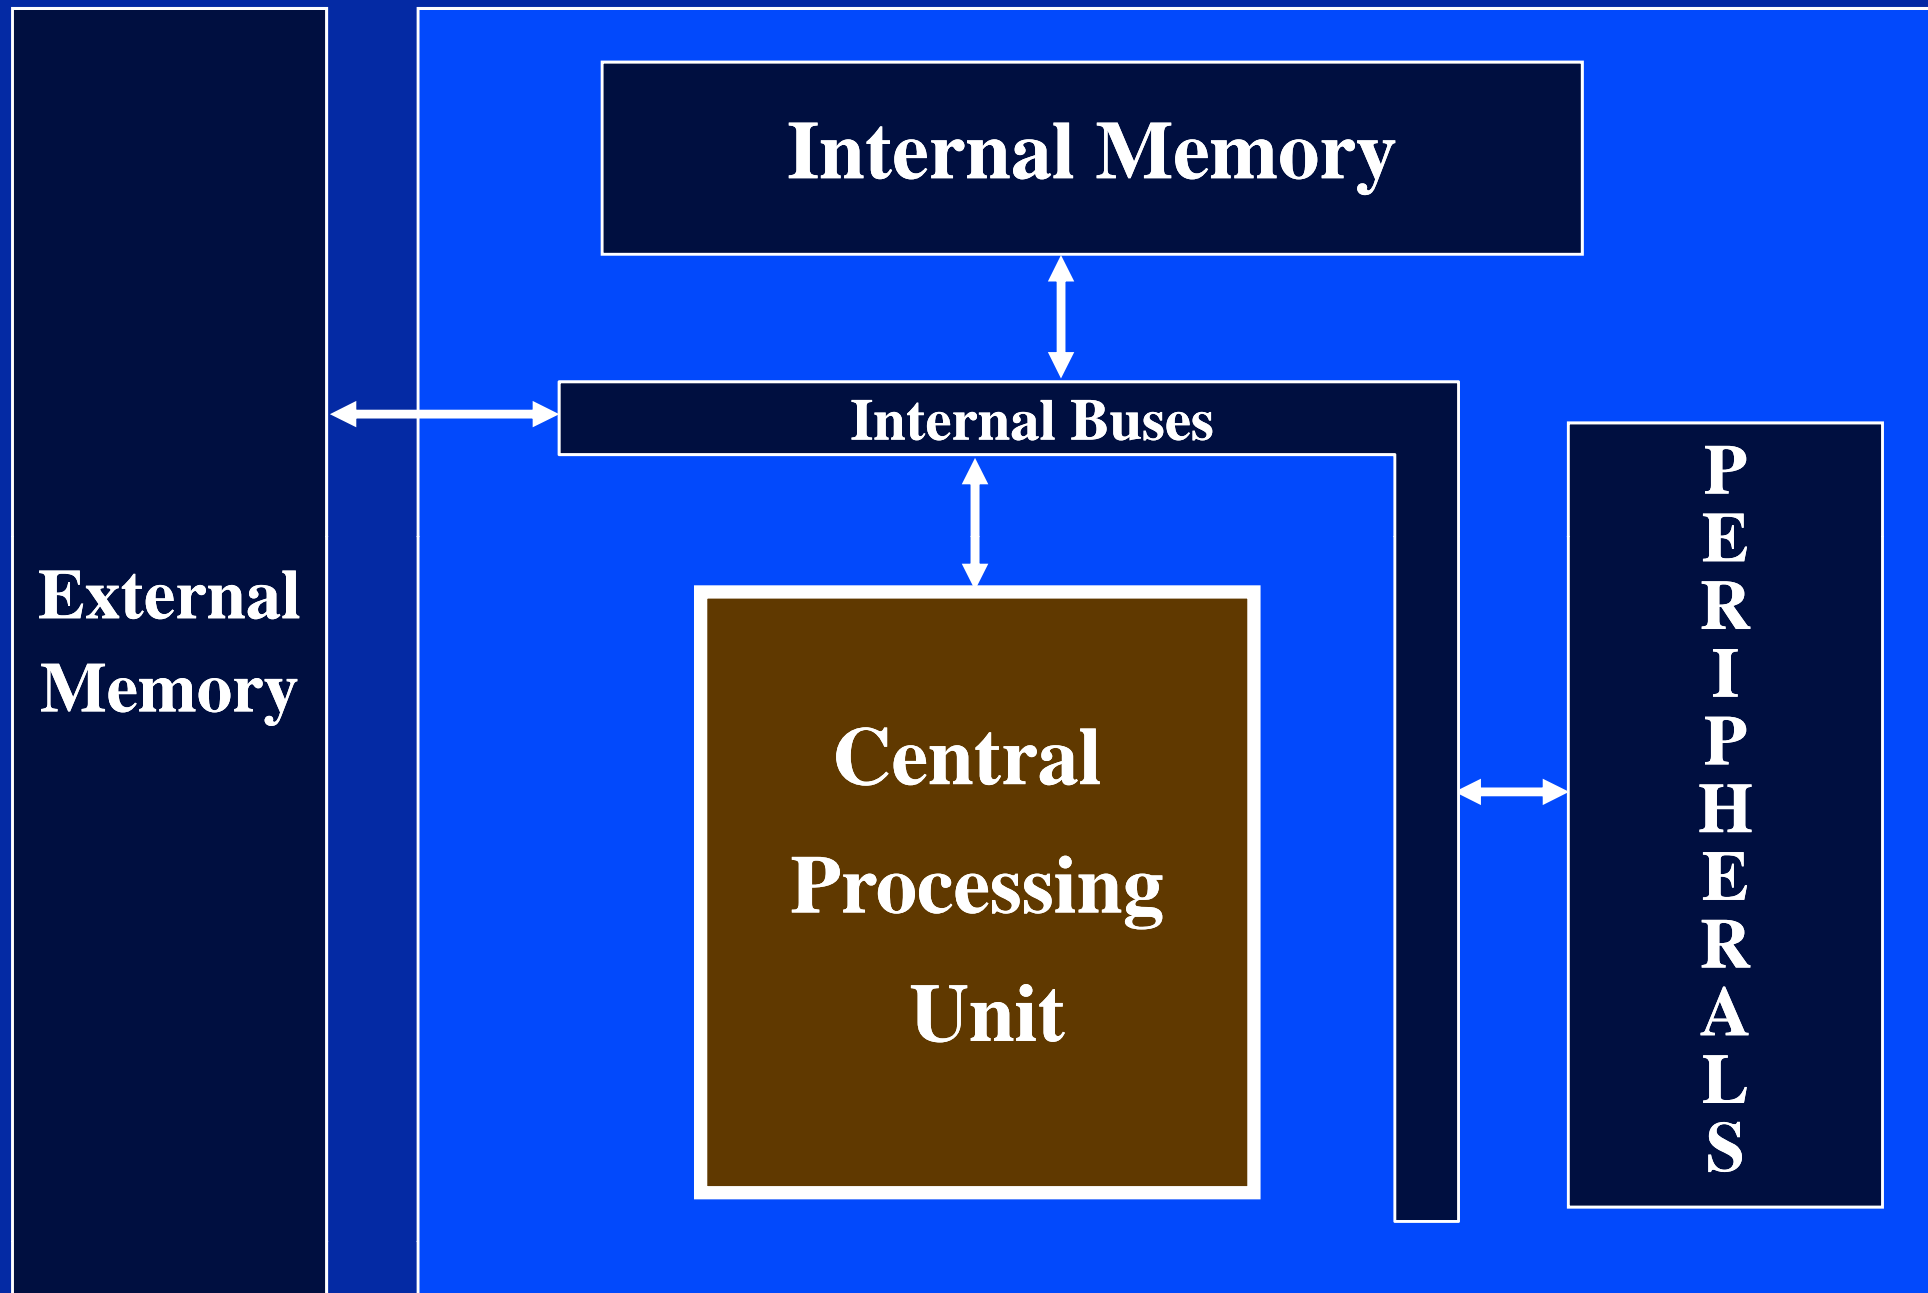 Internal Memory
Internal Buses
External
Memory
Central
Processing
Unit
P
E
R
I
P
H
E
R
A
L
S